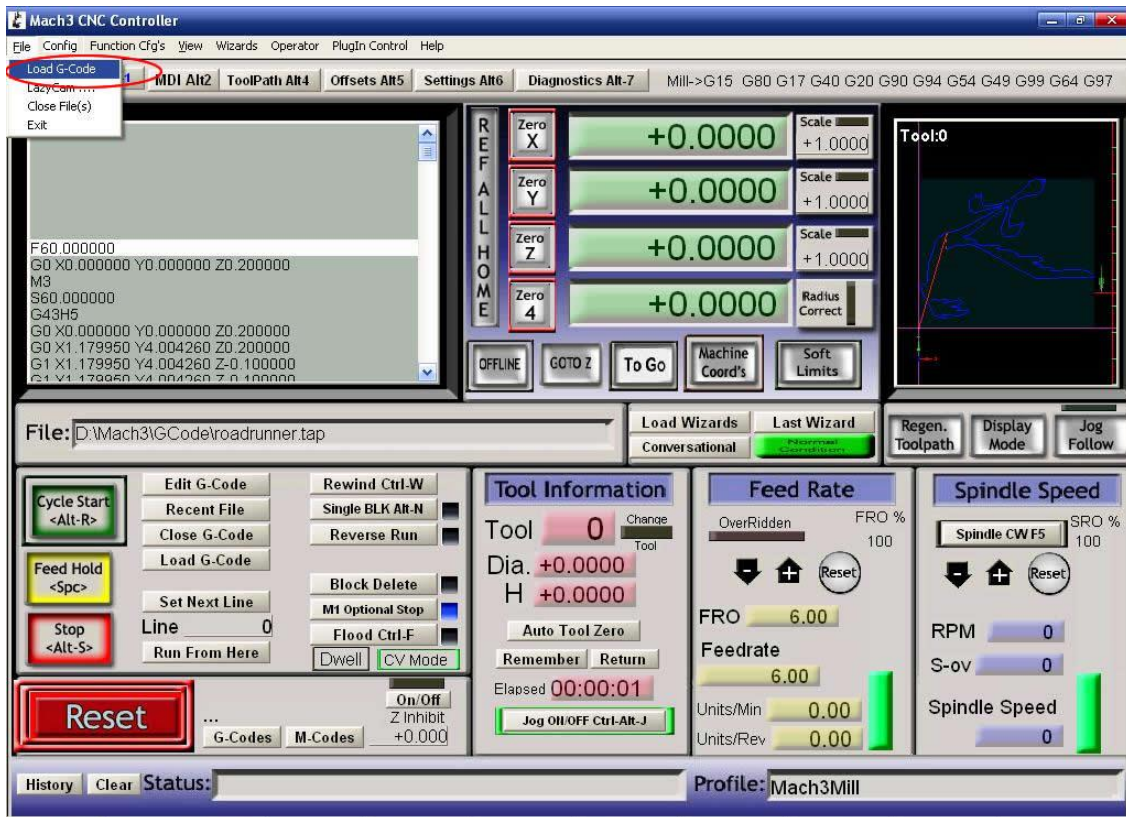 Mach3 CNC Controller
File Config Function Cfg's View Wizards Operator PlugIn Control Help
Load G-Code
LazyCam ....
Close File(s)
Exit
MDI Alt2 ToolPath Alt4 Offsets Alt5 Settings Alt6 Diagnostics Alt-7 Mill->G15 G80 G17 G40 G20 G90 G94 G54 G49 G99 G64 G97
F60.000000
G0 X0.000000 Y0.000000 Z0.200000
M3
S60.000000
G43H5
G0 X0.000000 Y0.000000 Z0.200000
G0 X1.179950 Y4.004260 Z0.200000
G1 X1.179950 Y4.004260 Z-0.100000
G1 X1.179950 Y4.004260 Z-0.100000
REF ALL HOME
Zero X +0.0000 Scale +1.0000
Zero Y +0.0000 Scale +1.0000
Zero Z +0.0000 Scale +1.0000
Zero 4 +0.0000 Radius Correct
OFFLINE GOTO Z To Go Machine Coord's Soft Limits
Tool:0
File: D:\Mach3\GCode\roadrunner.tap
Load Wizards Last Wizard
Conversational Normal Condition
Regen. Toolpath Display Mode Jog Follow
Cycle Start <Alt-R>
Feed Hold <Spc>
Stop <Alt-S>
Edit G-Code Rewind Ctrl-W
Recent File Single BLK Alt-N
Close G-Code Reverse Run
Load G-Code
Block Delete
Set Next Line M1 Optional Stop
Line 0 Flood Ctrl-F
Run From Here Dwell CV Mode
Reset
...
G-Codes M-Codes
On/Off
Z Inhibit
+0.000
Tool Information
Tool 0 Change Tool
Dia. +0.0000
H +0.0000
Auto Tool Zero
Remember Return
Elapsed 00:00:01
Jog ON/OFF Ctrl-Alt-J
Feed Rate
OverRidden FRO % 100
Reset
FRO 6.00
Feedrate
6.00
Units/Min 0.00
Units/Rev 0.00
Spindle Speed
Spindle CW F5 SRO % 100
Reset
RPM 0
S-ov 0
Spindle Speed
0
History Clear Status: Profile: Mach3Mill